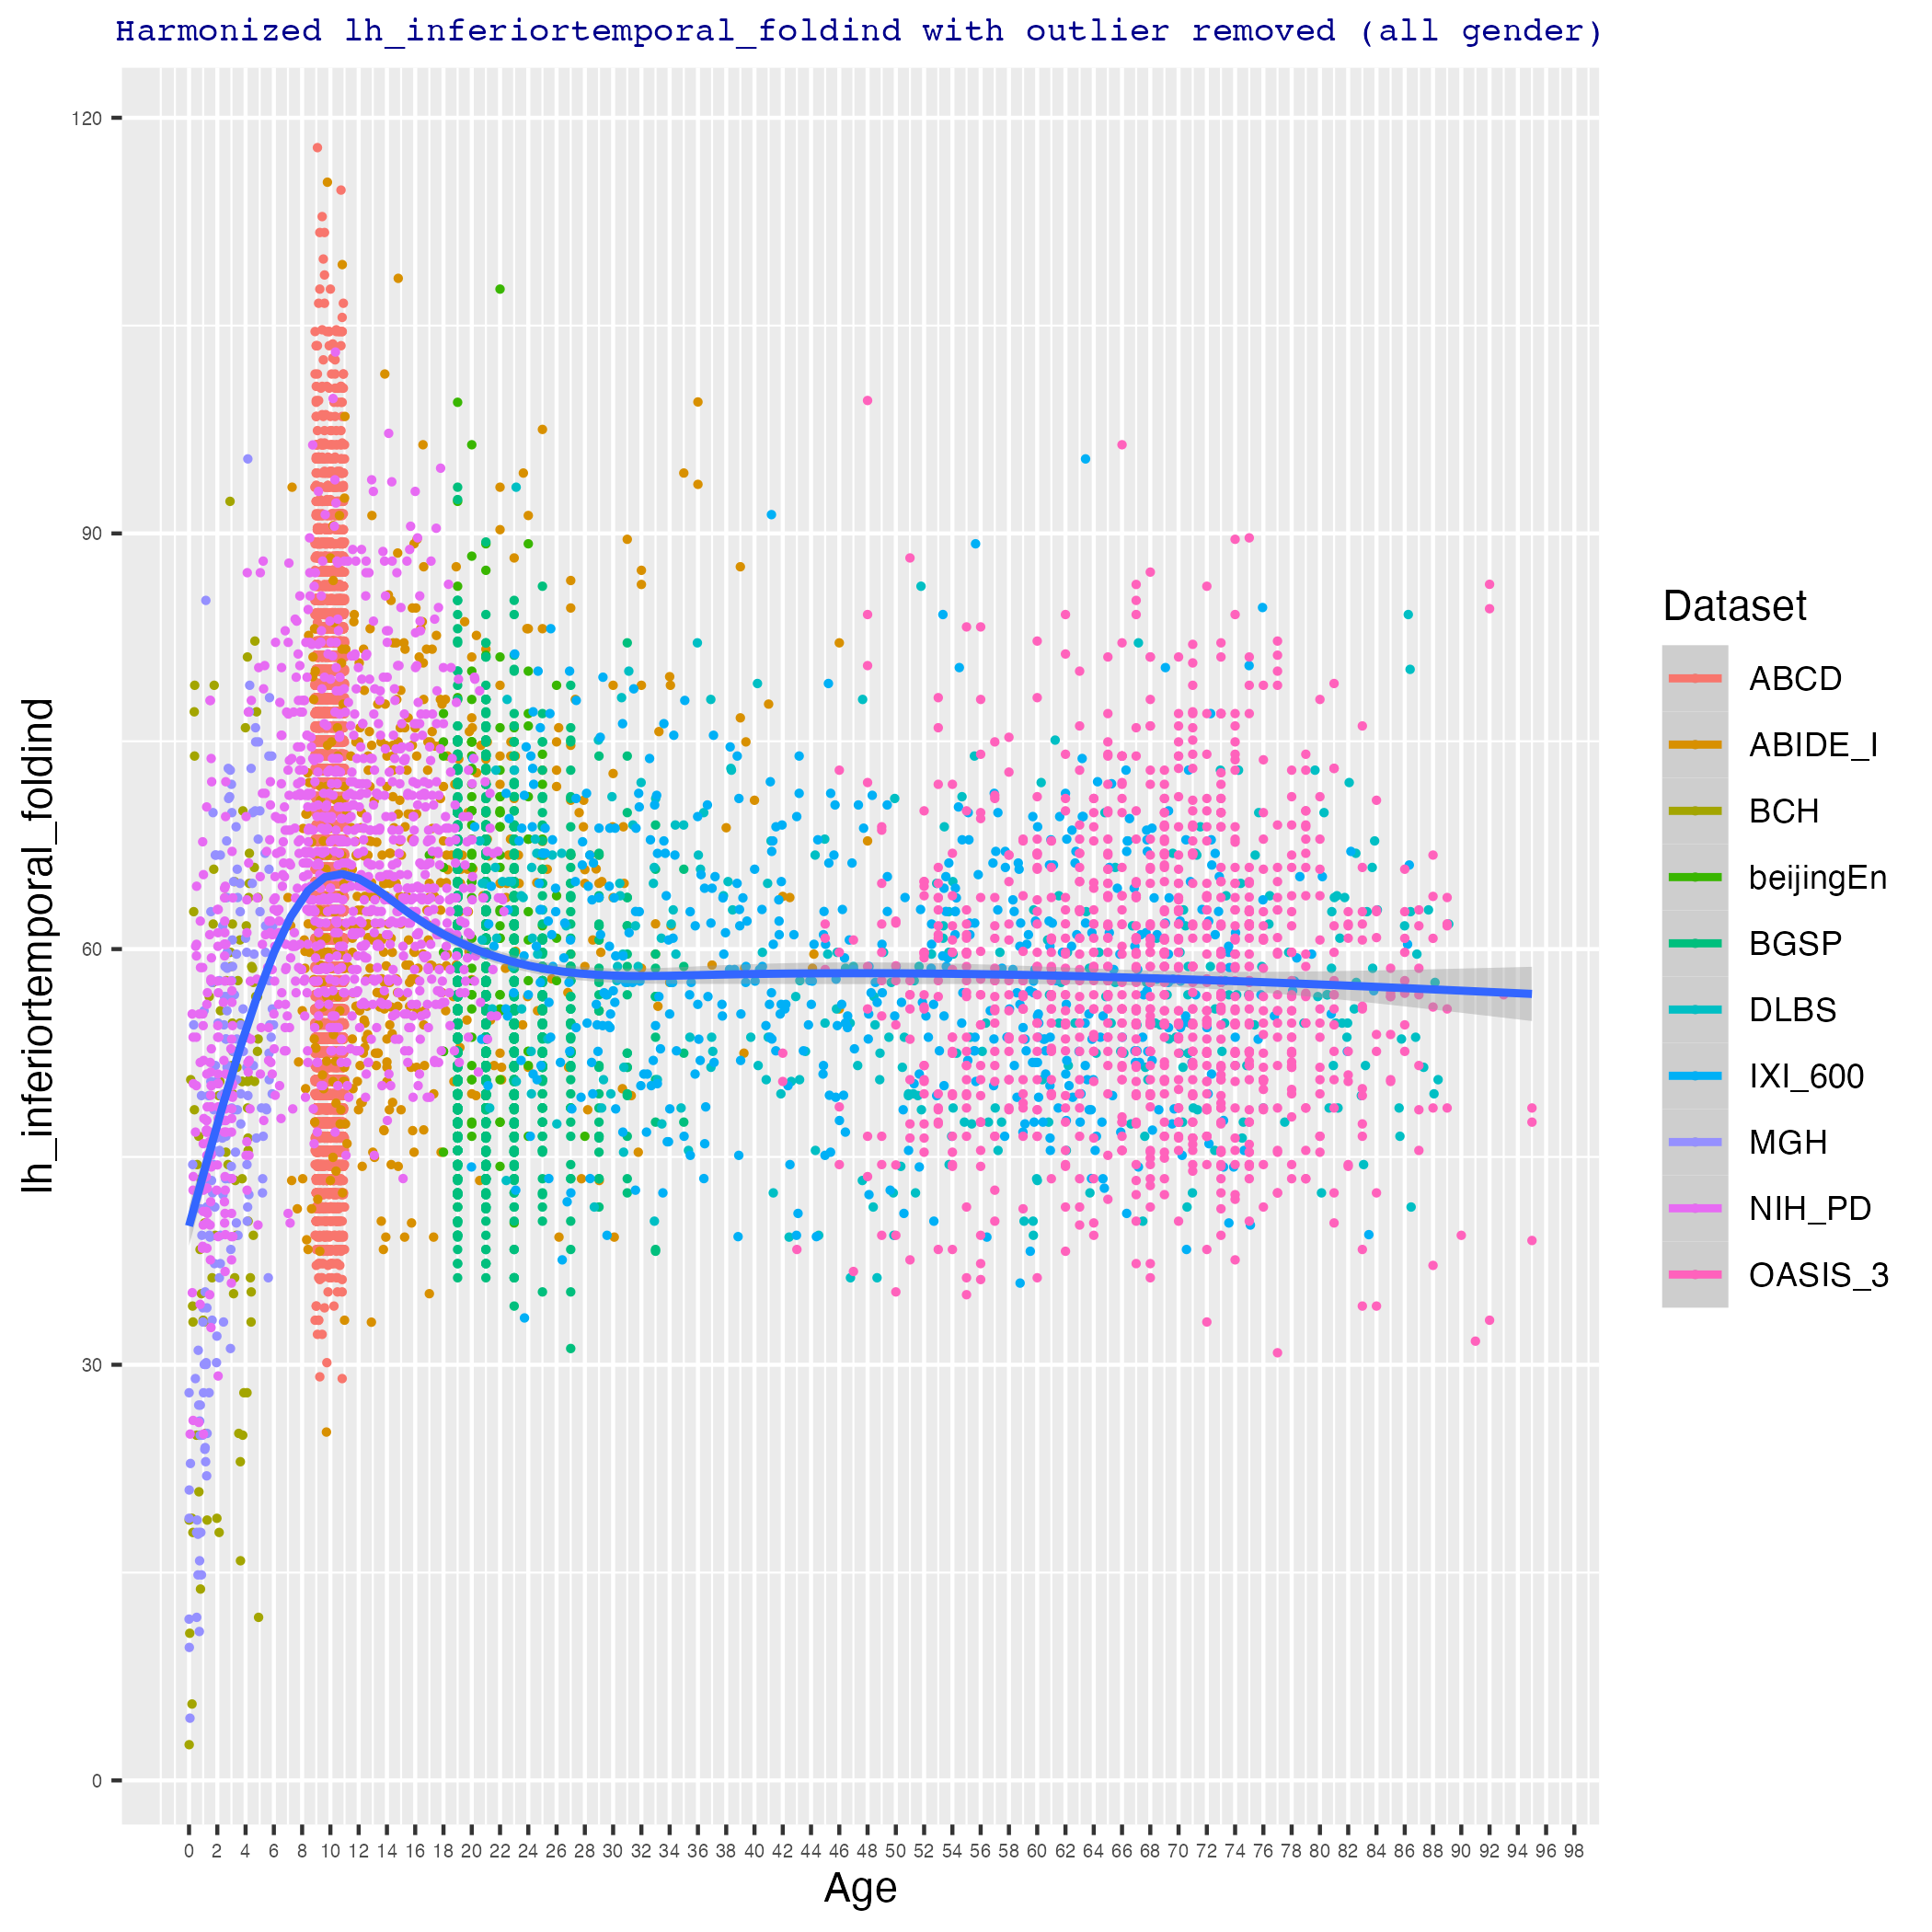 Harmonized lh_inferiortemporal_foldind with outlier removed (all gender)
lh_inferiortemporal_foldind
120
90
60
30
0
0 2 4 6 8 10 12 14 16 18 20 22 24 26 28 30 32 34 36 38 40 42 44 46 48 50 52 54 56 58 60 62 64 66 68 70 72 74 76 78 80 82 84 86 88 90 92 94 96 98
Age
Dataset
ABCD
ABIDE_I
BCH
beijingEn
BGSP
DLBS
IXI_600
MGH
NIH_PD
OASIS_3